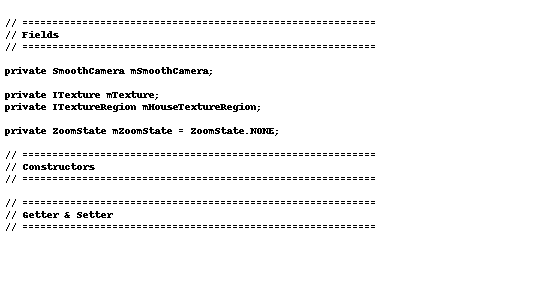 // ===========================================================
// Fields
// ===========================================================
private SmoothCamera mSmoothCamera;
private ITexture mTexture;
private ITextureRegion mHouseTextureRegion;
private ZoomState mZoomState = ZoomState.NONE;
// ===========================================================
// Constructors
// ===========================================================
// ===========================================================
// Getter & Setter
// ===========================================================